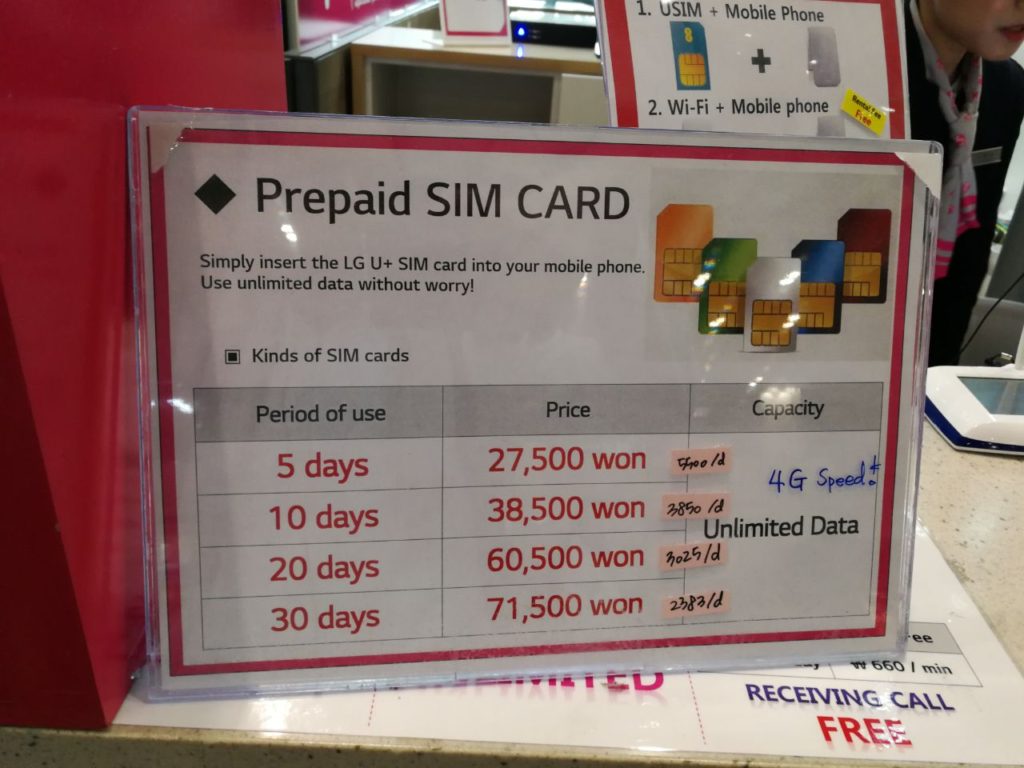 1. USIM + Mobile Phone
+
2. Wi-Fi + Mobile phone
Rental fee
Free
Prepaid SIM CARD
Simply insert the LG U+ SIM card into your mobile phone.
Use unlimited data without worry!
Kinds of SIM cards
Period of use Price Capacity
5 days 27,500 won 5500/d
4G Speed!
10 days 38,500 won 3850/d
Unlimited Data
20 days 60,500 won 3025/d
30 days 71,500 won 2383/d
₩ 660 / min
UNLIMITED
RECEIVING CALL
FREE